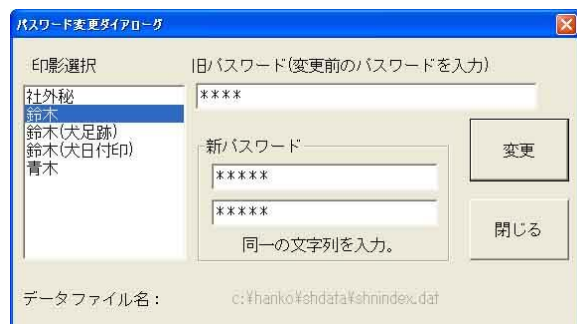 パスワード変更ダイアローグ
印影選択
旧パスワード(変更前のパスワードを入力)
社外秘
鈴木
鈴木(犬足跡)
鈴木(犬日付印)
青木
****
新パスワード
*****
*****
同一の文字列を入力。
変更
閉じる
データファイル名：
c:¥hanko¥shdata¥shnindex.dat